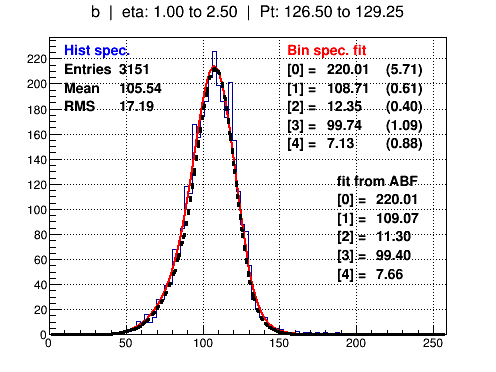 b | eta: 1.00 to 2.50 | Pt: 126.50 to 129.25
Hist spec.
Entries 3151
Mean 105.54
RMS 17.19
Bin spec. fit
[0] = 220.01 (5.71)
[1] = 108.71 (0.61)
[2] = 12.35 (0.40)
[3] = 99.74 (1.09)
[4] = 7.13 (0.88)
fit from ABF
[0] = 220.01
[1] = 109.07
[2] = 11.30
[3] = 99.40
[4] = 7.66
220
200
180
160
140
120
100
80
60
40
20
0
0 50 100 150 200 250